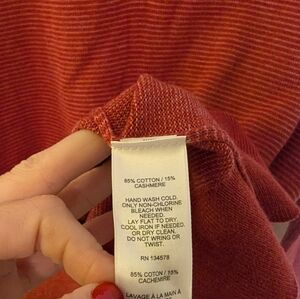 85% COTTON / 15%
CASHMERE
HAND WASH COLD.
ONLY NON-CHLORINE
BLEACH WHEN
NEEDED.
LAY FLAT TO DRY.
COOL IRON IF NEEDED.
OR DRY CLEAN.
DO NOT WRING OR
TWIST.
RN 134578
85% COTON / 15%
CACHEMIRE
LAVAGE À LA MAIN À